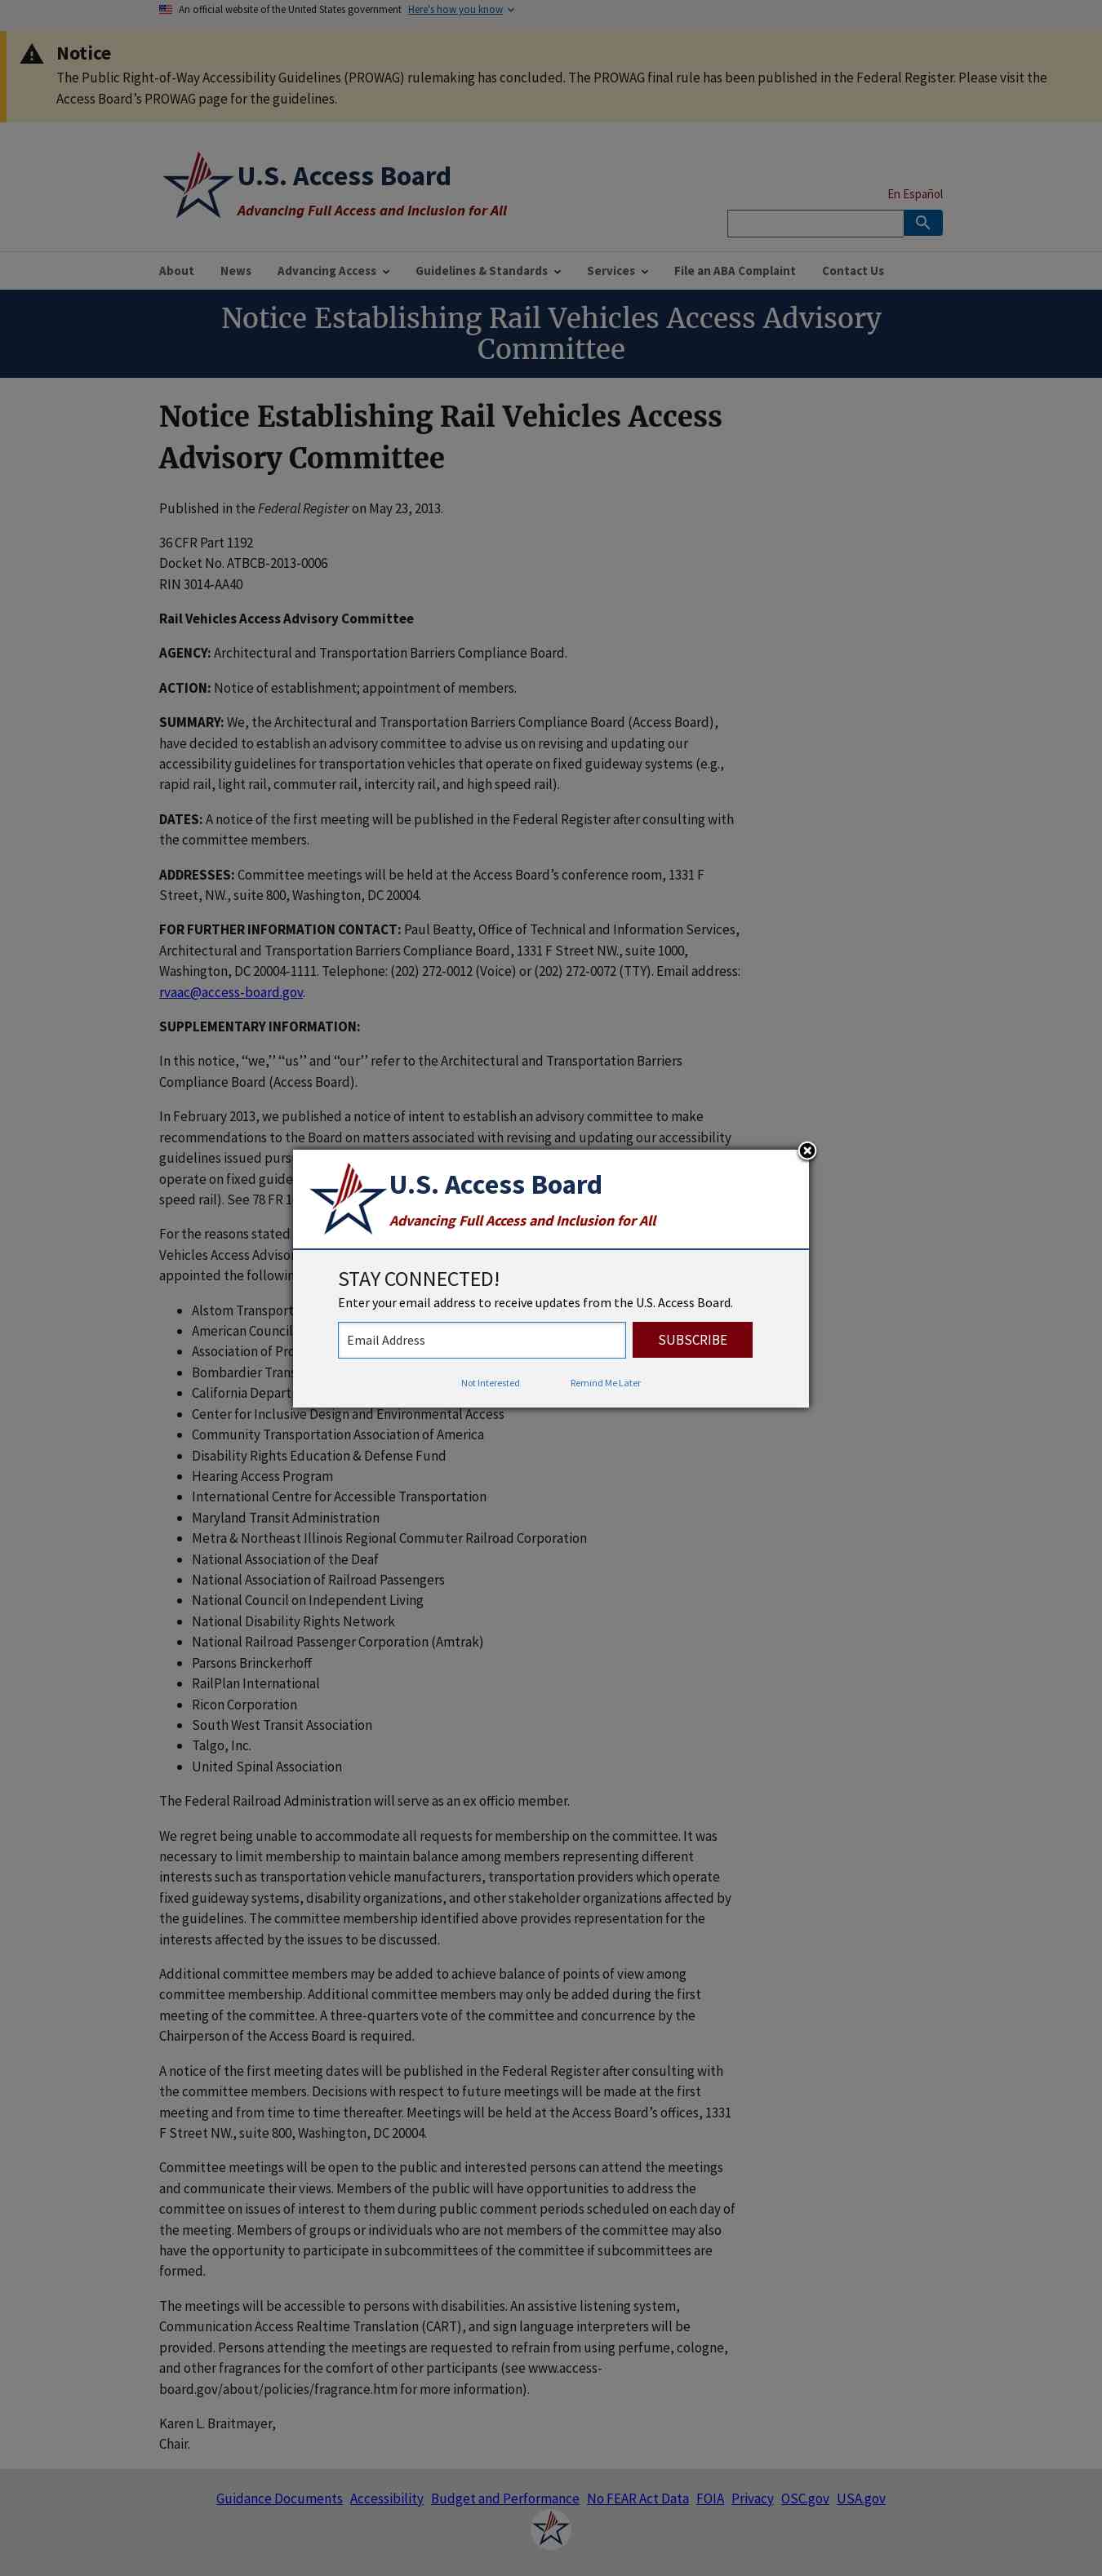 An official website of the United States government Here's how you know
Notice
The Public Right-of-Way Accessibility Guidelines (PROWAG) rulemaking has concluded. The PROWAG final rule has been published in the Federal Register. Please visit the
Access Board’s PROWAG page for the guidelines.
U.S. Access Board
Advancing Full Access and Inclusion for All
En Español
About News Advancing Access Guidelines & Standards Services File an ABA Complaint Contact Us
Notice Establishing Rail Vehicles Access Advisory
Committee
Notice Establishing Rail Vehicles Access
Advisory Committee
Published in the Federal Register on May 23, 2013.
36 CFR Part 1192
Docket No. ATBCB-2013-0006
RIN 3014-AA40
Rail Vehicles Access Advisory Committee
AGENCY: Architectural and Transportation Barriers Compliance Board.
ACTION: Notice of establishment; appointment of members.
SUMMARY: We, the Architectural and Transportation Barriers Compliance Board (Access Board),
have decided to establish an advisory committee to advise us on revising and updating our
accessibility guidelines for transportation vehicles that operate on fixed guideway systems (e.g.,
rapid rail, light rail, commuter rail, intercity rail, and high speed rail).
DATES: A notice of the first meeting will be published in the Federal Register after consulting with
the committee members.
ADDRESSES: Committee meetings will be held at the Access Board’s conference room, 1331 F
Street, NW., suite 800, Washington, DC 20004.
FOR FURTHER INFORMATION CONTACT: Paul Beatty, Office of Technical and Information Services,
Architectural and Transportation Barriers Compliance Board, 1331 F Street NW., suite 1000,
Washington, DC 20004-1111. Telephone: (202) 272-0012 (Voice) or (202) 272-0072 (TTY). Email address:
rvaac@access-board.gov.
SUPPLEMENTARY INFORMATION:
In this notice, ‘‘we,’’ ‘‘us’’ and ‘‘our’’ refer to the Architectural and Transportation Barriers
Compliance Board (Access Board).
In February 2013, we published a notice of intent to establish an advisory committee to make
recommendations to the Board on matters associated with revising and updating our accessibility
guidelines issued purs
operate on fixed guide
speed rail). See 78 FR 1
For the reasons stated
Vehicles Access Advisor
appointed the followin
Alstom Transport
American Council
Association of Pro
Bombardier Trans
California Depart
U.S. Access Board
Advancing Full Access and Inclusion for All
STAY CONNECTED!
Enter your email address to receive updates from the U.S. Access Board.
Email Address SUBSCRIBE
Not Interested Remind Me Later
Center for Inclusive Design and Environmental Access
Community Transportation Association of America
Disability Rights Education & Defense Fund
Hearing Access Program
International Centre for Accessible Transportation
Maryland Transit Administration
Metra & Northeast Illinois Regional Commuter Railroad Corporation
National Association of the Deaf
National Association of Railroad Passengers
National Council on Independent Living
National Disability Rights Network
National Railroad Passenger Corporation (Amtrak)
Parsons Brinckerhoff
RailPlan International
Ricon Corporation
South West Transit Association
Talgo, Inc.
United Spinal Association
The Federal Railroad Administration will serve as an ex officio member.
We regret being unable to accommodate all requests for membership on the committee. It was
necessary to limit membership to maintain balance among members representing different
interests such as transportation vehicle manufacturers, transportation providers which operate
fixed guideway systems, disability organizations, and other stakeholder organizations affected by
the guidelines. The committee membership identified above provides representation for the
interests affected by the issues to be discussed.
Additional committee members may be added to achieve balance of points of view among
committee membership. Additional committee members may only be added during the first
meeting of the committee. A three-quarters vote of the committee and concurrence by the
Chairperson of the Access Board is required.
A notice of the first meeting dates will be published in the Federal Register after consulting with
the committee members. Decisions with respect to future meetings will be made at the first
meeting and from time to time thereafter. Meetings will be held at the Access Board’s offices, 1331
F Street NW., suite 800, Washington, DC 20004.
Committee meetings will be open to the public and interested persons can attend the meetings
and communicate their views. Members of the public will have opportunities to address the
committee on issues of interest to them during public comment periods scheduled on each day of
the meeting. Members of groups or individuals who are not members of the committee may also
have the opportunity to participate in subcommittees of the committee if subcommittees are
formed.
The meetings will be accessible to persons with disabilities. An assistive listening system,
Communication Access Realtime Translation (CART), and sign language interpreters will be
provided. Persons attending the meetings are requested to refrain from using perfume, cologne,
and other fragrances for the comfort of other participants (see www.access-
board.gov/about/policies/fragrance.htm for more information).
Karen L. Braitmayer,
Chair.
Guidance Documents Accessibility Budget and Performance No FEAR Act Data FOIA Privacy OSC.gov USA.gov